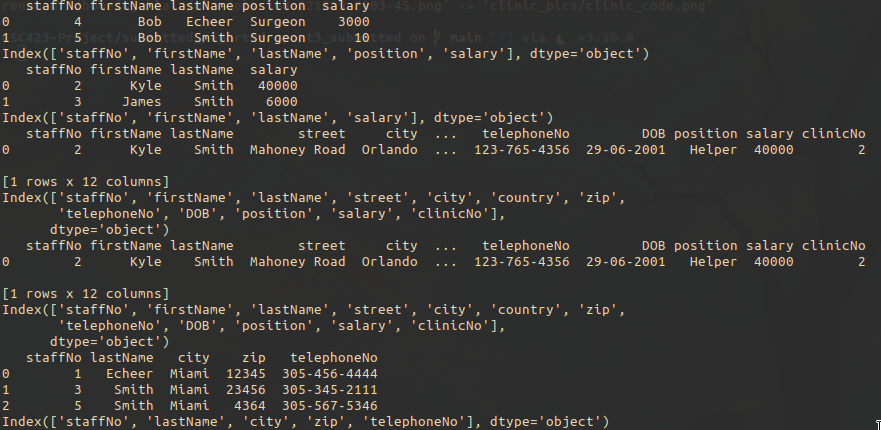 staffNo firstName lastName position  salary
0        4       Bob   Echeer  Surgeon    3000
1        5       Bob    Smith  Surgeon      10
Index(['staffNo', 'firstName', 'lastName', 'position', 'salary'], dtype='object')
   staffNo firstName lastName  salary
0        2      Kyle    Smith   40000
1        3     James    Smith    6000
Index(['staffNo', 'firstName', 'lastName', 'salary'], dtype='object')
   staffNo firstName lastName        street     city  ...   telephoneNo         DOB position salary clinicNo
0        2      Kyle    Smith  Mahoney Road  Orlando  ...  123-765-4356  29-06-2001   Helper  40000        2
[1 rows x 12 columns]
Index(['staffNo', 'firstName', 'lastName', 'street', 'city', 'country', 'zip',
       'telephoneNo', 'DOB', 'position', 'salary', 'clinicNo'],
      dtype='object')
   staffNo firstName lastName        street     city  ...   telephoneNo         DOB position salary clinicNo
0        2      Kyle    Smith  Mahoney Road  Orlando  ...  123-765-4356  29-06-2001   Helper  40000        2
[1 rows x 12 columns]
Index(['staffNo', 'firstName', 'lastName', 'street', 'city', 'country', 'zip',
       'telephoneNo', 'DOB', 'position', 'salary', 'clinicNo'],
      dtype='object')
   staffNo lastName   city    zip   telephoneNo
0        1   Echeer  Miami  12345  305-456-4444
1        3    Smith  Miami  23456  305-345-2111
2        5    Smith  Miami   4364  305-567-5346
Index(['staffNo', 'lastName', 'city', 'zip', 'telephoneNo'], dtype='object')